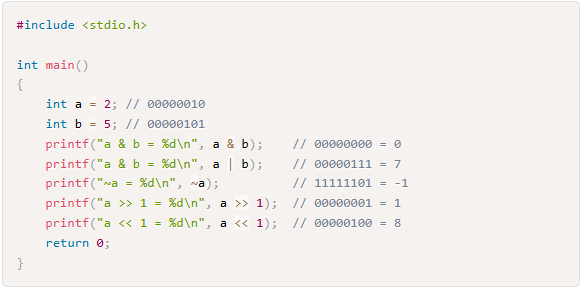 #include <stdio.h>
int main()
{
int a = 2; // 00000010
int b = 5; // 00000101
printf("a & b = %d\n", a & b);    // 00000000 = 0
printf("a & b = %d\n", a | b);    // 00000111 = 7
printf("~a = %d\n", ~a);          // 11111101 = -1
printf("a >> 1 = %d\n", a >> 1);  // 00000001 = 1
printf("a << 1 = %d\n", a << 1);  // 00000100 = 8
return 0;
}